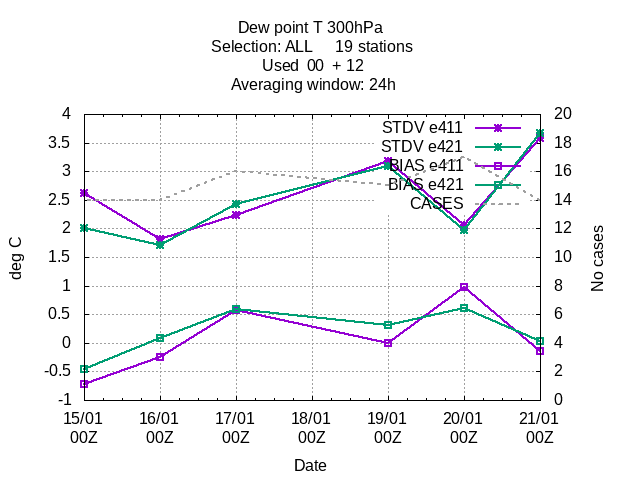 Dew point T 300hPa
Selection: ALL     19 stations
Used  00  + 12
Averaging window: 24h
STDV e411
STDV e421
BIAS e411
BIAS e421
CASES
4
3.5
3
2.5
2
1.5
1
0.5
0
-0.5
-1
deg C
20
18
16
14
12
10
8
6
4
2
0
No cases
15/01 16/01 17/01 18/01 19/01 20/01 21/01
00Z 00Z 00Z 00Z 00Z 00Z 00Z
Date